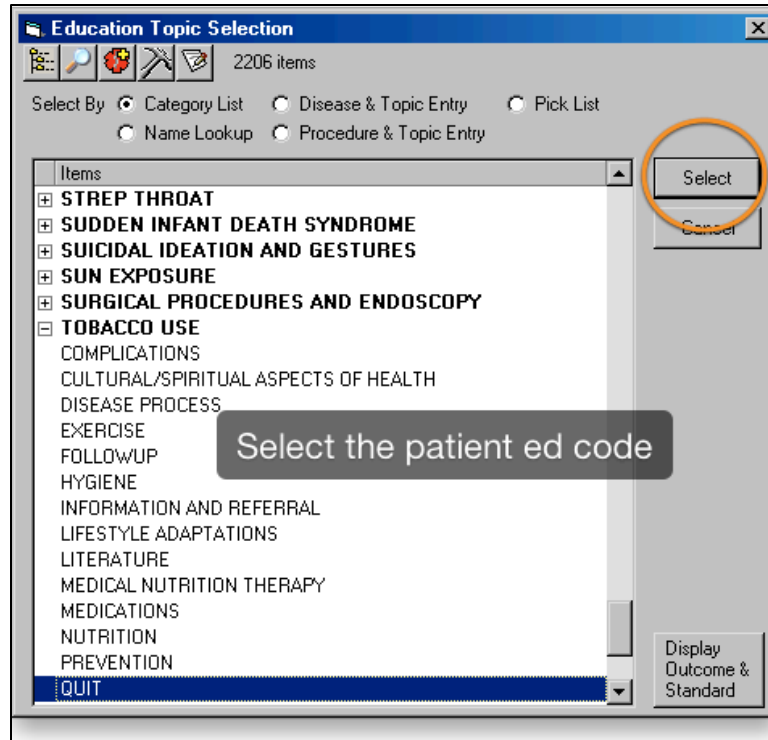 Education Topic Selection
2206 items
Select By Category List Disease & Topic Entry Pick List
Name Lookup Procedure & Topic Entry
Items
Select
Cancel
STREP THROAT
SUDDEN INFANT DEATH SYNDROME
SUICIDAL IDEATION AND GESTURES
SUN EXPOSURE
SURGICAL PROCEDURES AND ENDOSCOPY
TOBACCO USE
COMPLICATIONS
CULTURAL/SPIRITUAL ASPECTS OF HEALTH
DISEASE PROCESS
EXERCISE
Select the patient ed code
FOLLOWUP
HYGIENE
INFORMATION AND REFERRAL
LIFESTYLE ADAPTATIONS
LITERATURE
MEDICAL NUTRITION THERAPY
MEDICATIONS
NUTRITION
PREVENTION
QUIT
Display
Outcome &
Standard